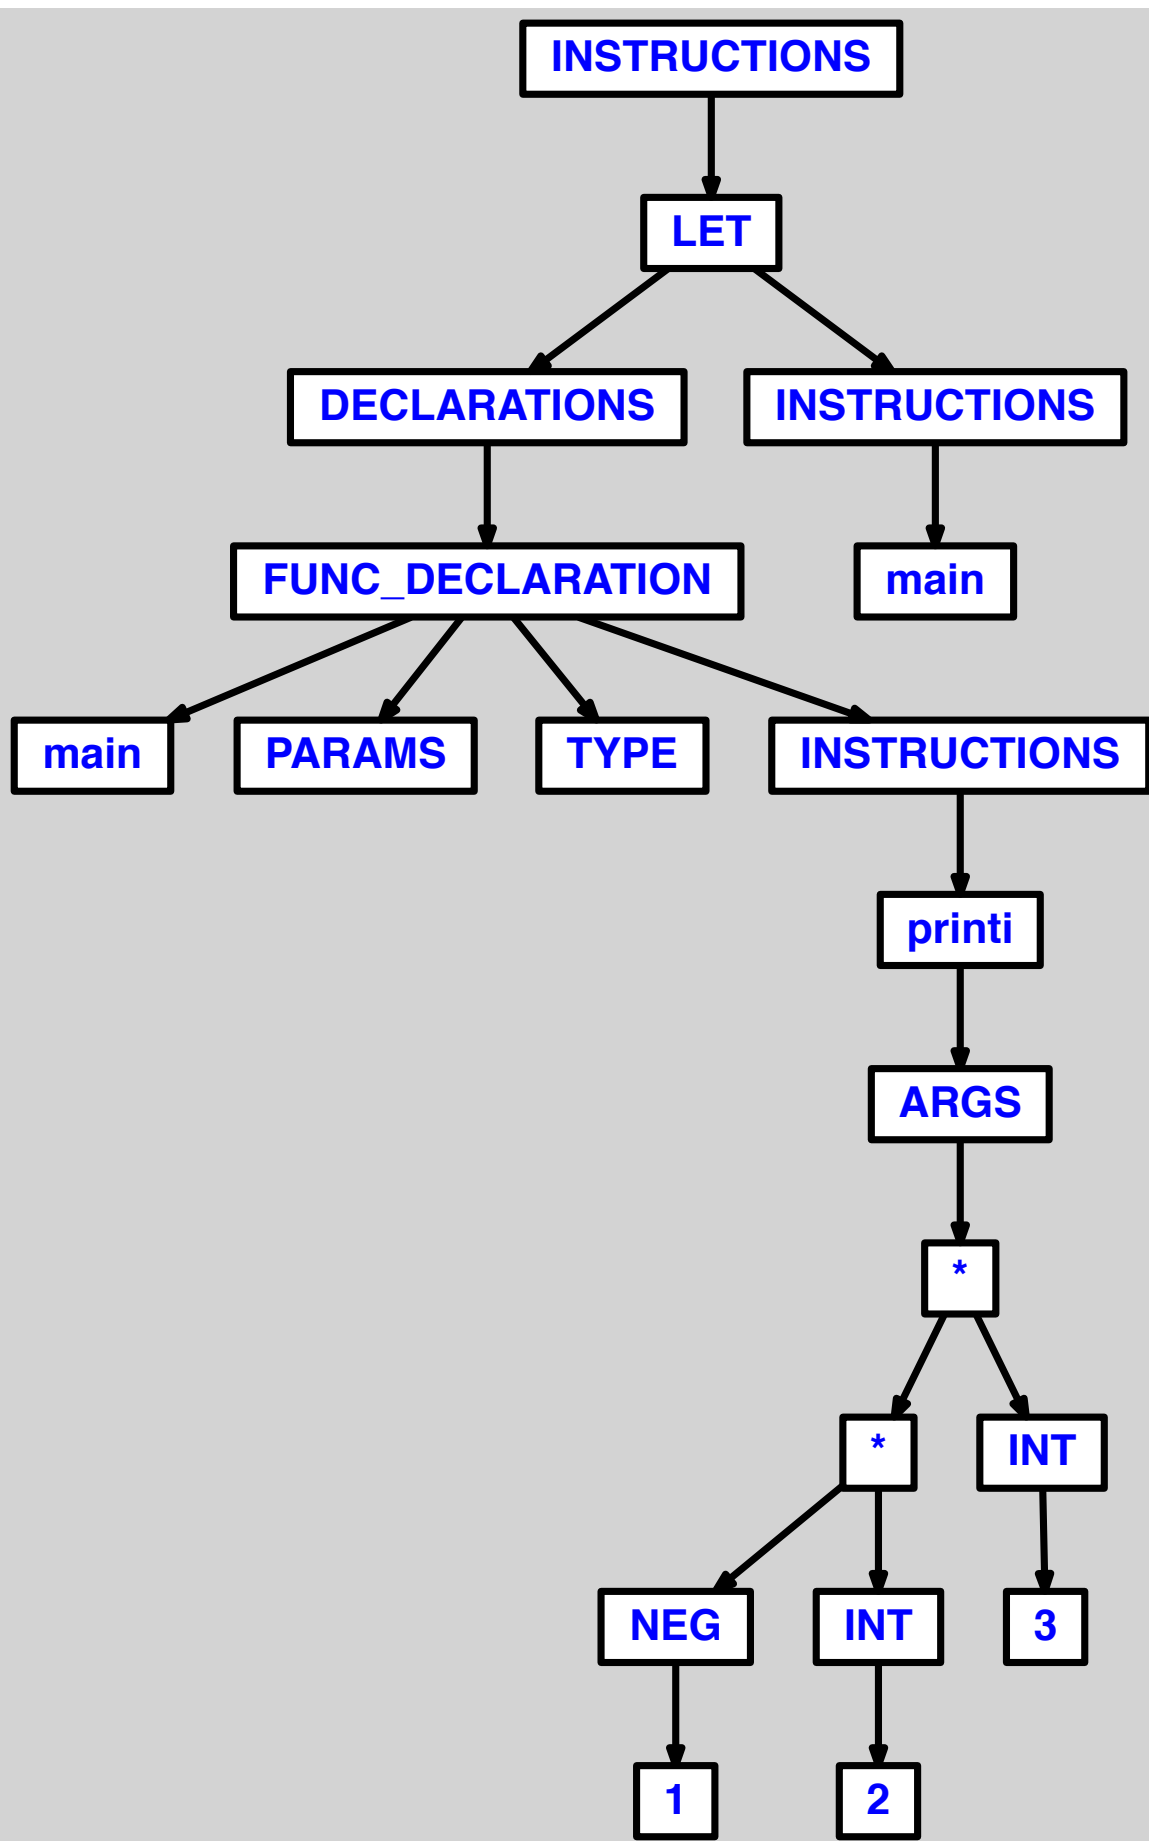 INSTRUCTIONS
LET
DECLARATIONS
INSTRUCTIONS
FUNC_DECLARATION
main
main
PARAMS
TYPE
INSTRUCTIONS
printi
ARGS
*
*
INT
NEG
INT
3
1
2